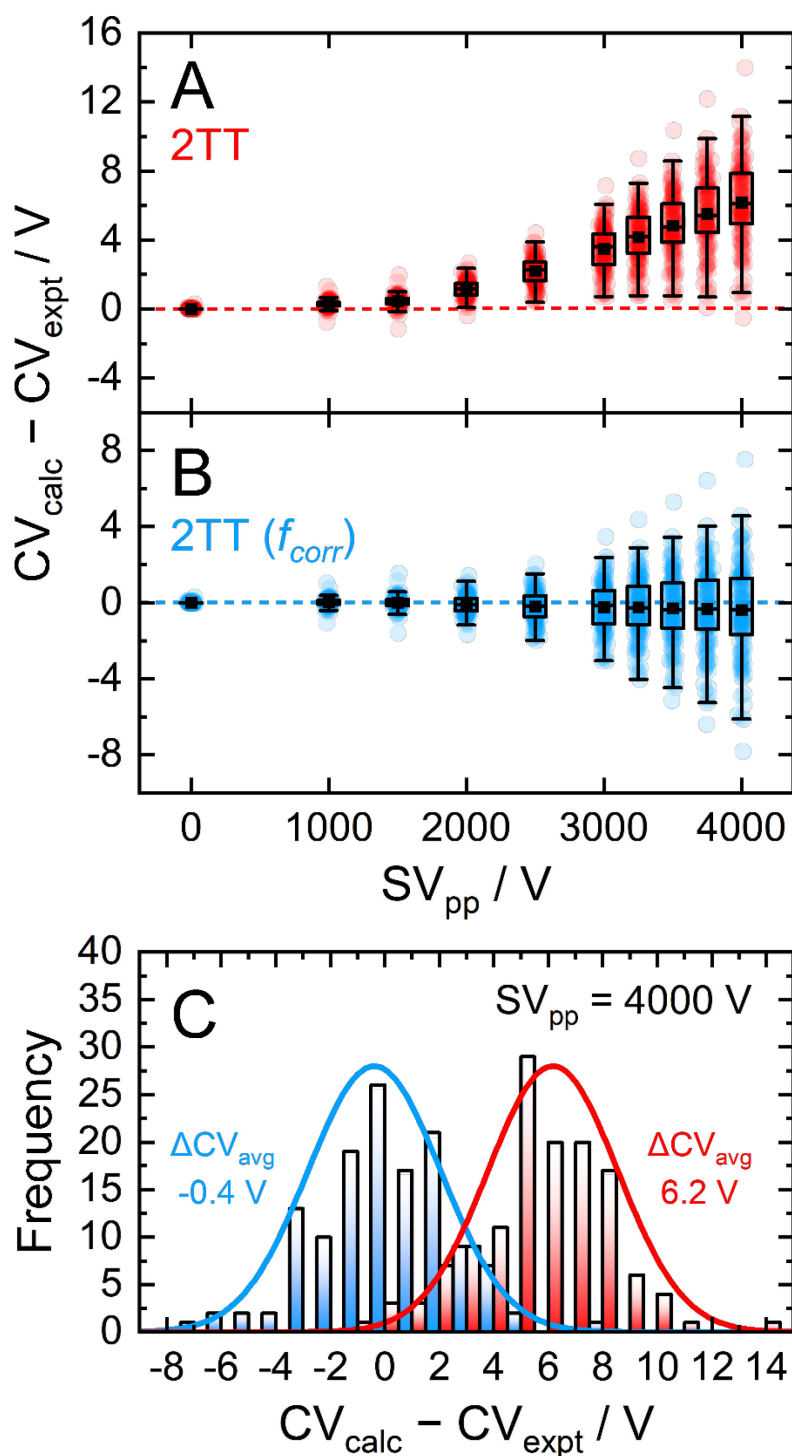 16
12
8
4
0
-4
A
2TT
CV_calc − CV_expt / V
8
4
0
-4
-8
B
2TT (f_corr)
0 1000 2000 3000 4000
SV_pp / V
40
35
30
25
20
15
10
5
0
Frequency
C
SV_pp = 4000 V
ΔCV_avg
-0.4 V
ΔCV_avg
6.2 V
-8 -6 -4 -2 0 2 4 6 8 10 12 14
CV_calc − CV_expt / V